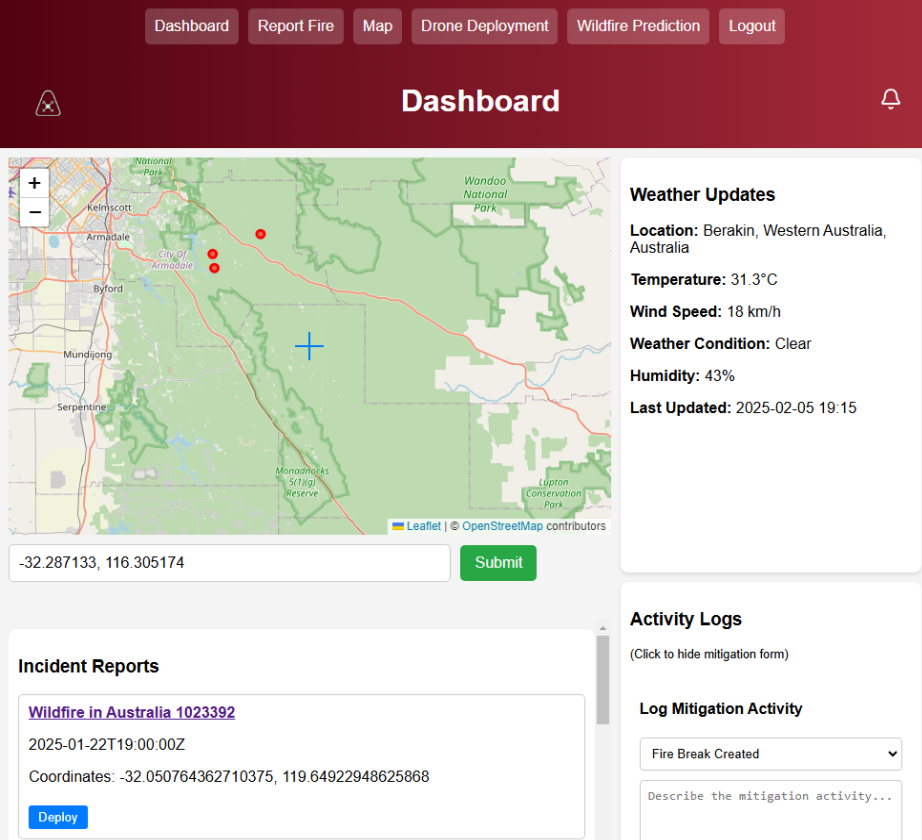 Dashboard
Report Fire
Map
Drone Deployment
Wildfire Prediction
Logout
Dashboard
+
−
National
Park
Kelmscott
Armadale
City Of
Armadale
Byford
Mundijong
Serpentine
Wandoo
National
Park
Monadnocks
5(1)(g)
Reserve
Lupton
Conservation
Park
Leaflet | © OpenStreetMap contributors
-32.287133, 116.305174
Submit
Weather Updates
Location: Berakin, Western Australia,
Australia
Temperature: 31.3°C
Wind Speed: 18 km/h
Weather Condition: Clear
Humidity: 43%
Last Updated: 2025-02-05 19:15
Incident Reports
Wildfire in Australia 1023392
2025-01-22T19:00:00Z
Coordinates: -32.050764362710375, 119.64922948625868
Deploy
Activity Logs
(Click to hide mitigation form)
Log Mitigation Activity
Fire Break Created
Describe the mitigation activity...